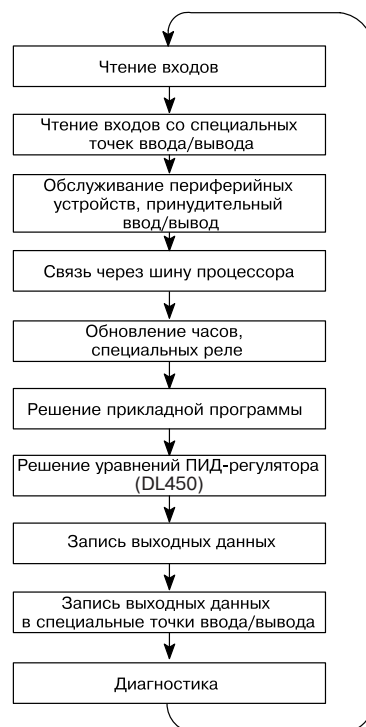 Чтение входов
Чтение входов со специальных
точек ввода/вывода
Обслуживание периферийных
устройств, принудительный
ввод/вывод
Связь через шину процессора
Обновление часов,
специальных реле
Решение прикладной программы
Решение уравнений ПИД-регулятора
(DL450)
Запись выходных данных
Запись выходных данных
в специальные точки ввода/вывода
Диагностика